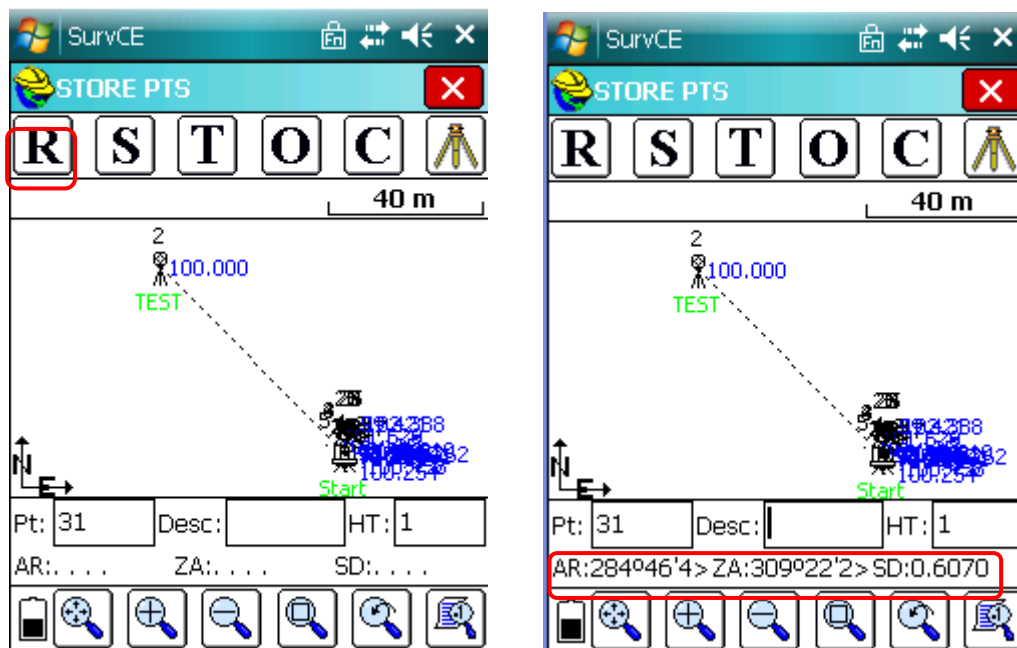 SurvCE
Fn
STORE PTS
R S T O C
40 m
2
100.000
TEST
Start
N
E
Pt: 31 Desc: HT: 1
AR:. . . . ZA:. . . . SD:. . . .
SurvCE
Fn
STORE PTS
R S T O C
40 m
2
100.000
TEST
Start
N
E
Pt: 31 Desc: HT: 1
AR:284º46'4> ZA:309º22'2> SD:0.6070